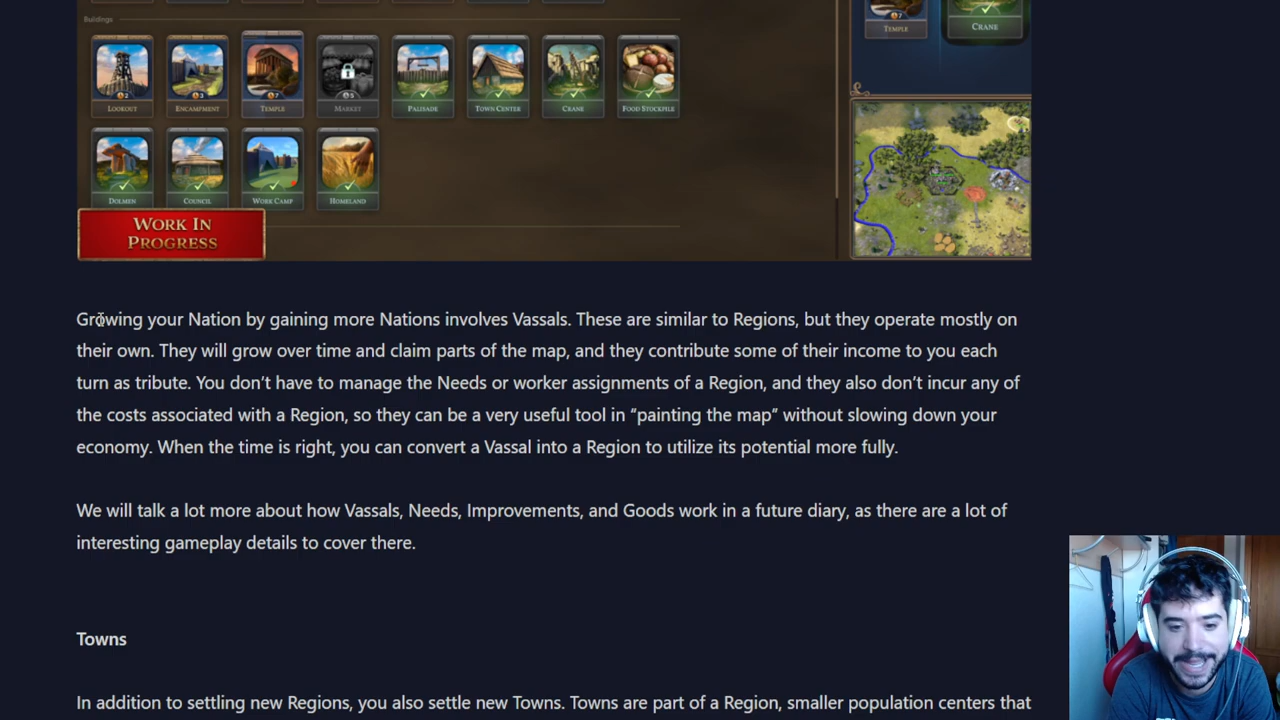 Buildings
7
TEMPLE
CRANE
2
3
7
5
LOOKOUT
ENCAMPMENT
TEMPLE
MARKET
PALISADE
TOWN CENTER
CRANE
FOOD STOCKPILE
DOLMEN
COUNCIL
WORK CAMP
HOMELAND
WORK IN
PROGRESS
Growing your Nation by gaining more Nations involves Vassals. These are similar to Regions, but they operate mostly on
their own. They will grow over time and claim parts of the map, and they contribute some of their income to you each
turn as tribute. You don’t have to manage the Needs or worker assignments of a Region, and they also don’t incur any of
the costs associated with a Region, so they can be a very useful tool in “painting the map” without slowing down your
economy. When the time is right, you can convert a Vassal into a Region to utilize its potential more fully.
We will talk a lot more about how Vassals, Needs, Improvements, and Goods work in a future diary, as there are a lot of
interesting gameplay details to cover there.
Towns
In addition to settling new Regions, you also settle new Towns. Towns are part of a Region, smaller population centers that